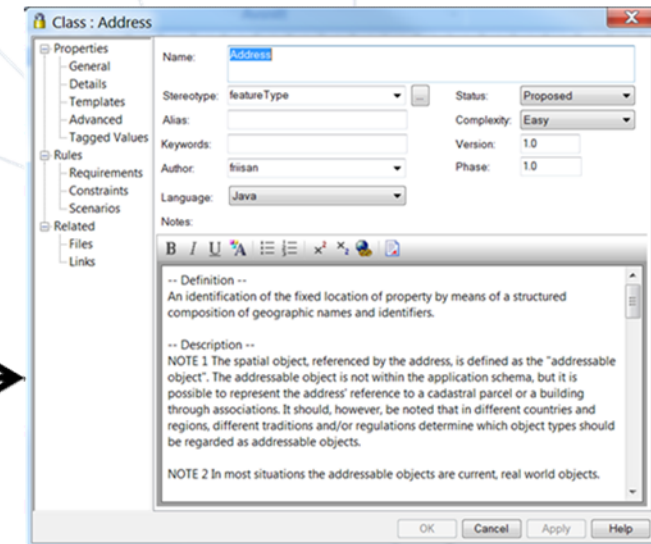 Class : Address
Properties
General
Details
Templates
Advanced
Tagged Values
Rules
Requirements
Constraints
Scenarios
Related
Files
Links
Name: Address
Stereotype: featureType ... Status: Proposed
Alias: Complexity: Easy
Keywords: Version: 1.0
Author: friisan Phase: 1.0
Language: Java
Notes:
B I U A x² x₂
-- Definition --
An identification of the fixed location of property by means of a structured
composition of geographic names and identifiers.
-- Description --
NOTE 1 The spatial object, referenced by the address, is defined as the "addressable
object". The addressable object is not within the application schema, but it is
possible to represent the address' reference to a cadastral parcel or a building
through associations. It should, however, be noted that in different countries and
regions, different traditions and/or regulations determine which object types should
be regarded as addressable objects.
NOTE 2 In most situations the addressable objects are current, real world objects.
OK Cancel Apply Help